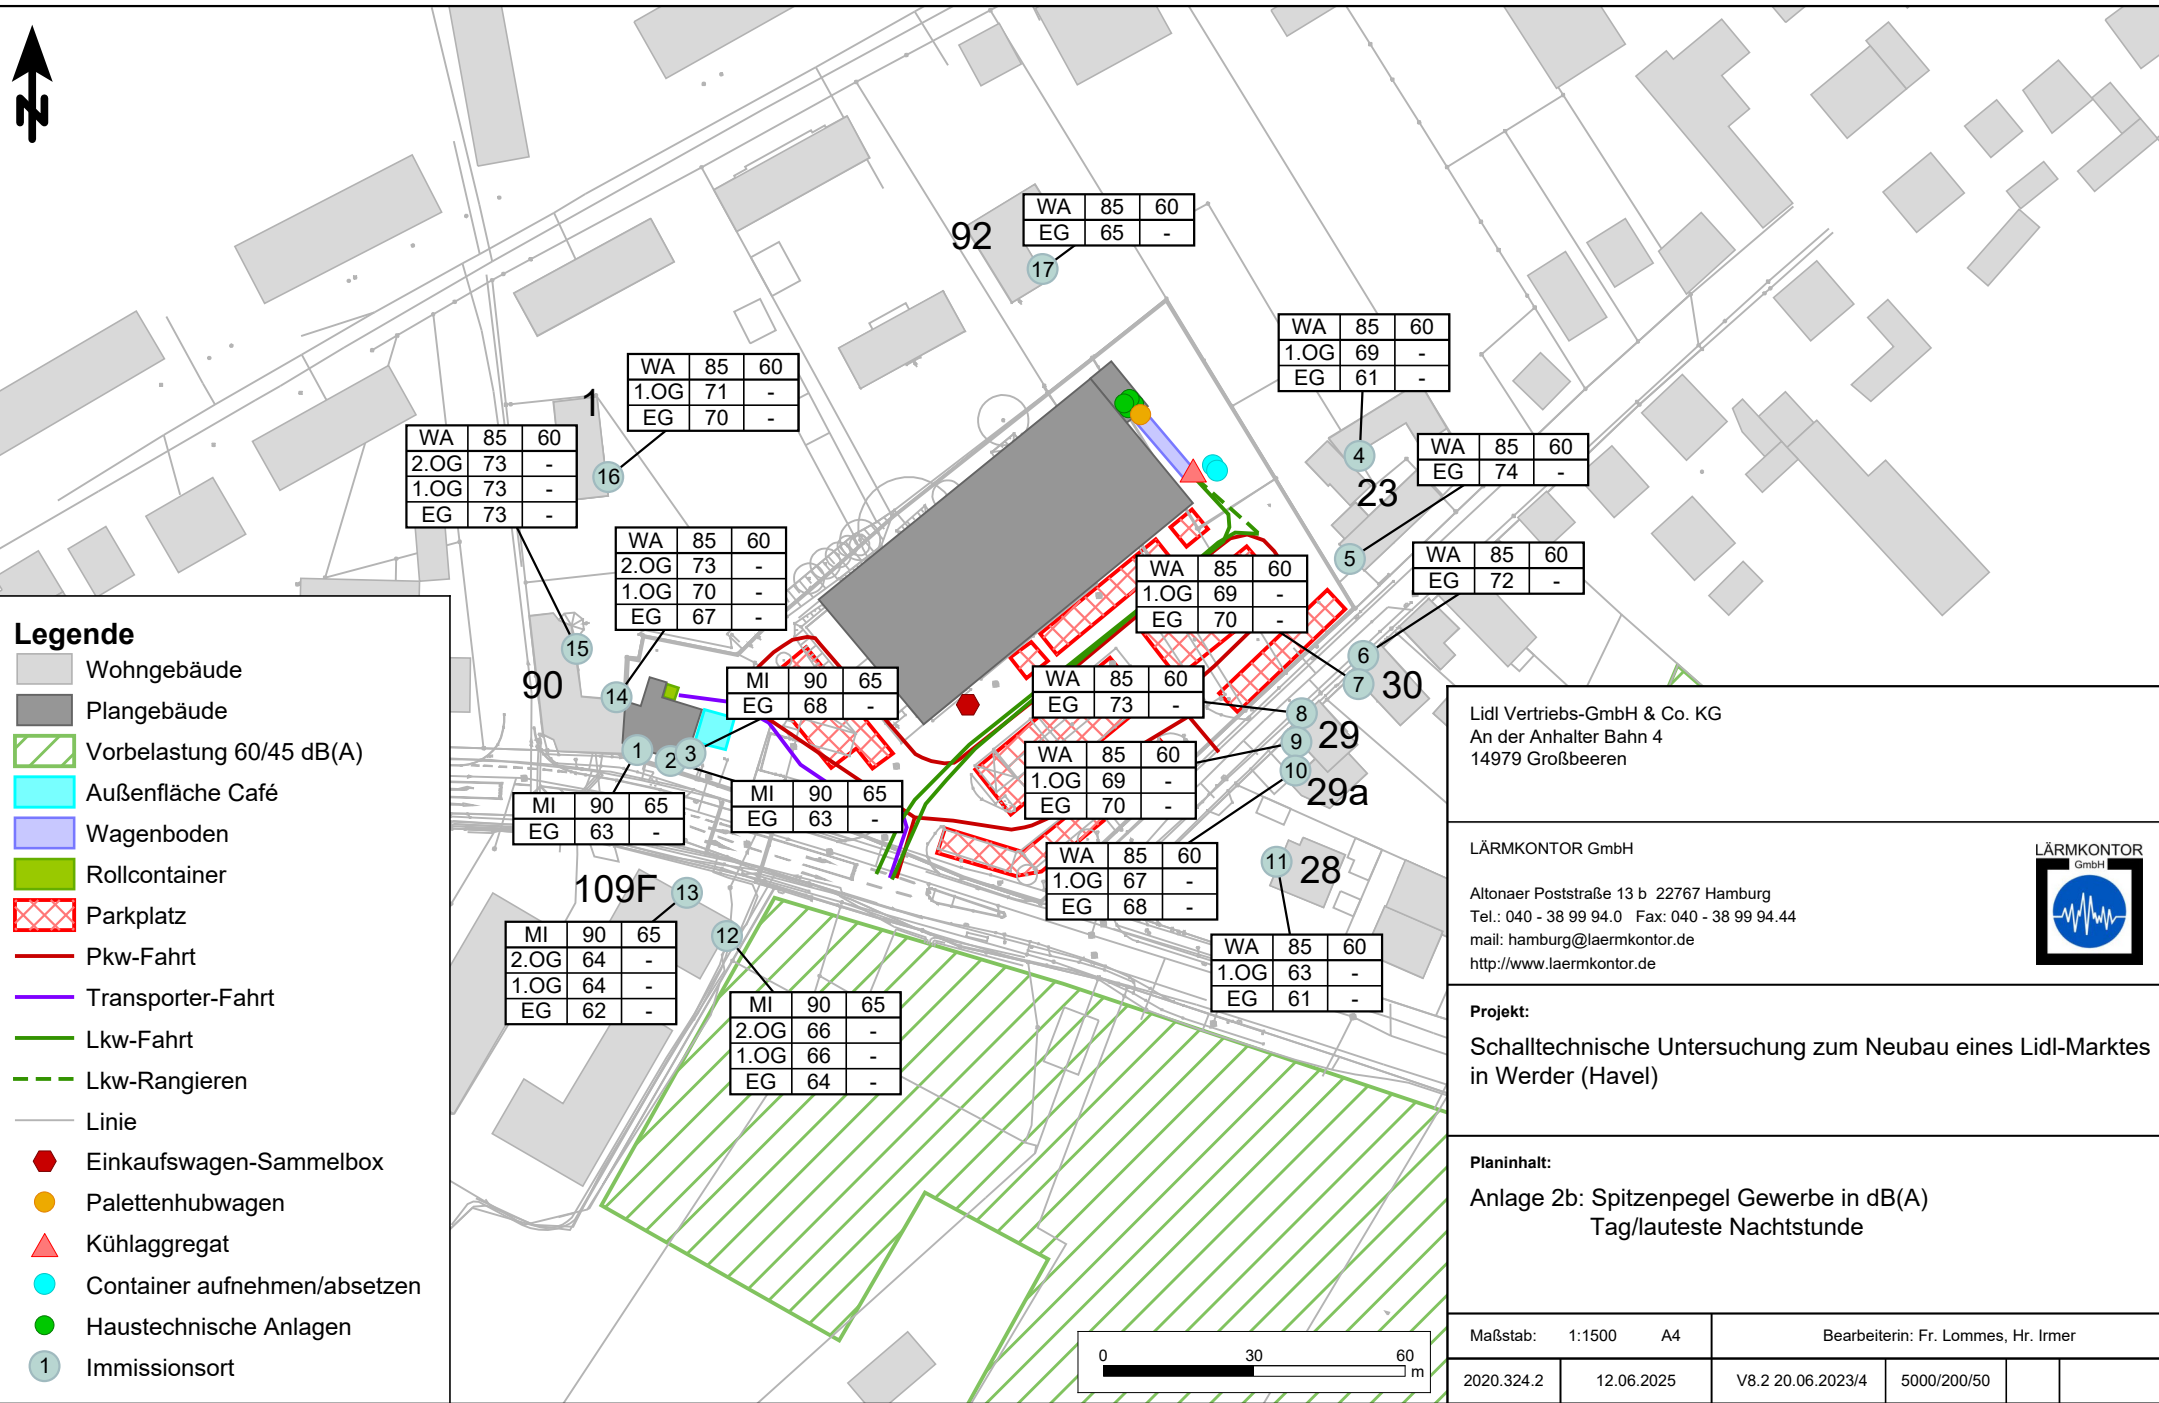 N
92
WA 85 60
EG 65 -
17
WA 85 60
1.OG 69 -
EG 61 -
4
23
WA 85 60
EG 74 -
5
WA 85 60
EG 72 -
6
1
WA 85 60
1.OG 71 -
EG 70 -
16
WA 85 60
2.OG 73 -
1.OG 73 -
EG 73 -
15
90
WA 85 60
2.OG 73 -
1.OG 70 -
EG 67 -
14
WA 85 60
1.OG 69 -
EG 70 -
7
30
MI 90 65
EG 68 -
3
WA 85 60
EG 73 -
8
29
WA 85 60
1.OG 69 -
EG 70 -
9
10
29a
1
2
MI 90 65
EG 63 -
MI 90 65
EG 63 -
WA 85 60
1.OG 67 -
EG 68 -
11
28
WA 85 60
1.OG 63 -
EG 61 -
109F
13
MI 90 65
2.OG 64 -
1.OG 64 -
EG 62 -
12
MI 90 65
2.OG 66 -
1.OG 66 -
EG 64 -
Legende
Wohngebäude
Plangebäude
Vorbelastung 60/45 dB(A)
Außenfläche Café
Wagenboden
Rollcontainer
Parkplatz
Pkw-Fahrt
Transporter-Fahrt
Lkw-Fahrt
Lkw-Rangieren
Linie
Einkaufswagen-Sammelbox
Palettenhubwagen
Kühlaggregat
Container aufnehmen/absetzen
Haustechnische Anlagen
1 Immissionsort
0 30 60
m
Lidl Vertriebs-GmbH & Co. KG
An der Anhalter Bahn 4
14979 Großbeeren
LÄRMKONTOR GmbH
Altonaer Poststraße 13 b 22767 Hamburg
Tel.: 040 - 38 99 94.0 Fax: 040 - 38 99 94.44
mail: hamburg@laermkontor.de
http://www.laermkontor.de
LÄRMKONTOR
GmbH
Projekt:
Schalltechnische Untersuchung zum Neubau eines Lidl-Marktes
in Werder (Havel)
Planinhalt:
Anlage 2b: Spitzenpegel Gewerbe in dB(A)
Tag/lauteste Nachtstunde
Maßstab: 1:1500 A4
Bearbeiterin: Fr. Lommes, Hr. Irmer
2020.324.2 12.06.2025 V8.2 20.06.2023/4 5000/200/50